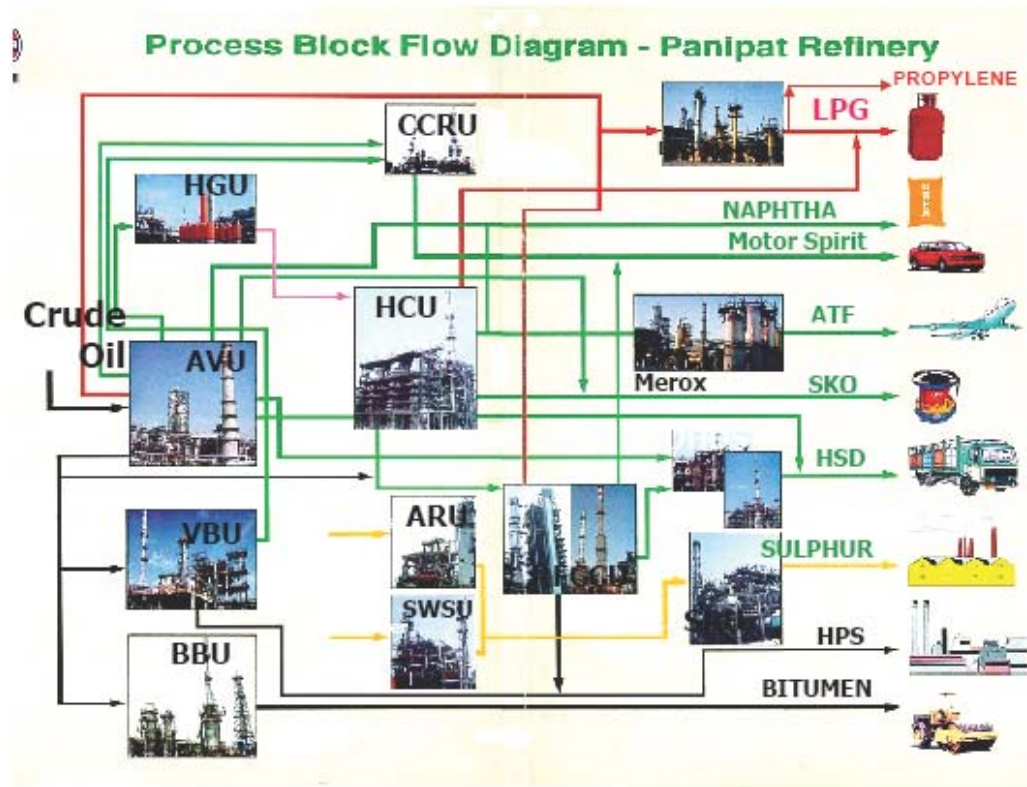 Process Block Flow Diagram - Panipat Refinery
PROPYLENE
LPG
CCRU
HGU
NAPHTHA
Motor Spirit
Crude
Oil
HCU
ATF
AVU
Merox
SKO
HSD
ARU
VBU
SULPHUR
SWSU
HPS
BBU
BITUMEN